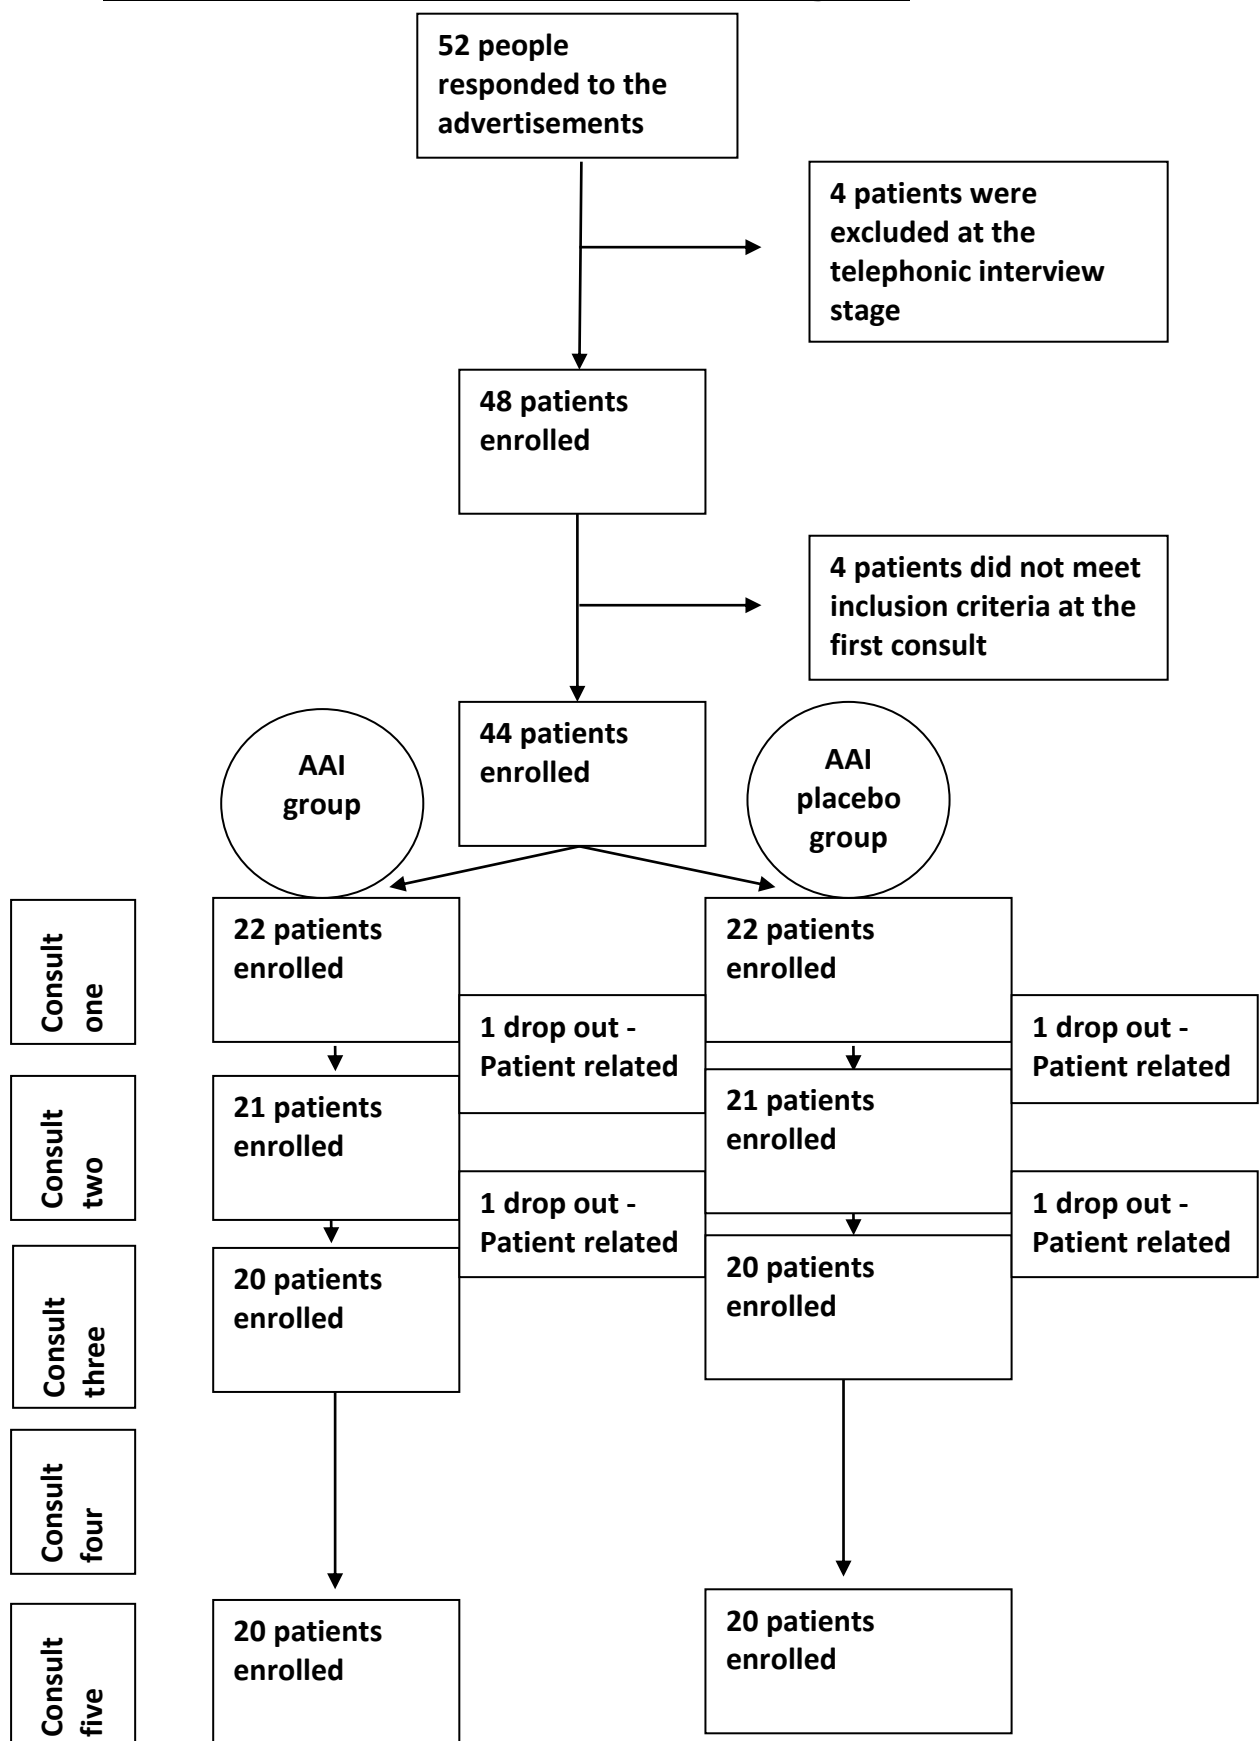 52 people
responded to the
advertisements
4 patients were
excluded at the
telephonic interview
stage
48 patients
enrolled
4 patients did not meet
inclusion criteria at the
first consult
44 patients
enrolled
AAI
group
AAI
placebo
group
Consult
one
22 patients
enrolled
22 patients
enrolled
1 drop out -
Patient related
1 drop out -
Patient related
Consult
two
21 patients
enrolled
21 patients
enrolled
1 drop out -
Patient related
1 drop out -
Patient related
Consult
three
20 patients
enrolled
20 patients
enrolled
Consult
four
Consult
five
20 patients
enrolled
20 patients
enrolled